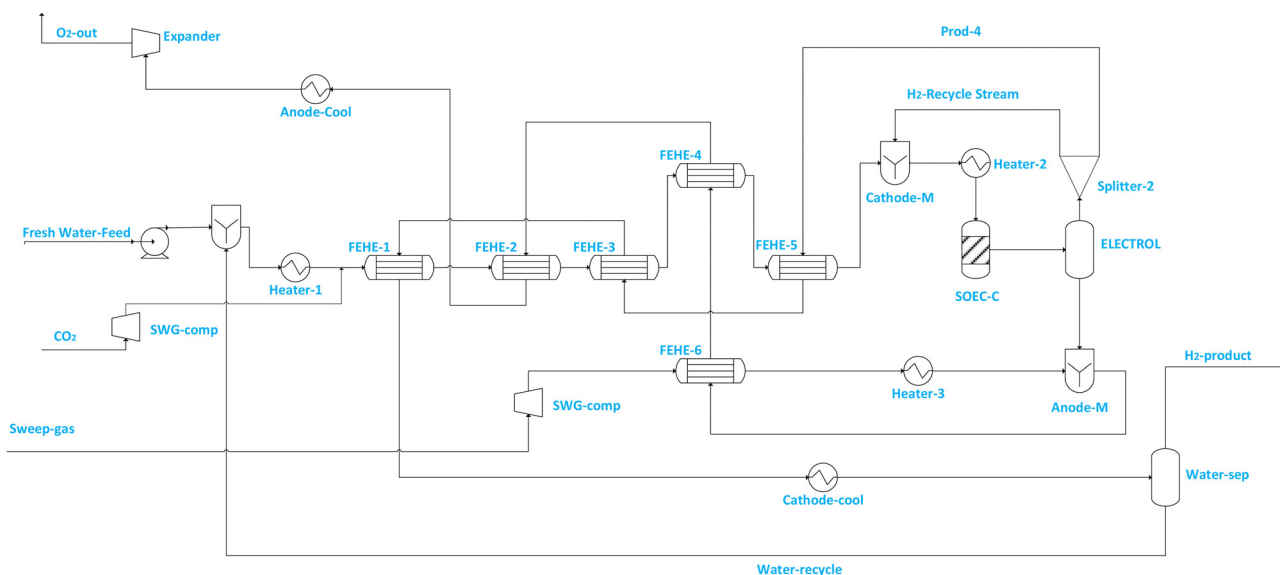 O2-out
Expander
Prod-4
H2-Recycle Stream
Anode-Cool
FEHE-4
Heater-2
Cathode-M
Splitter-2
Fresh Water-Feed
FEHE-1
FEHE-2
FEHE-3
FEHE-5
ELECTROL
Heater-1
SOEC-C
CO2
SWG-comp
FEHE-6
H2-product
Heater-3
SWG-comp
Anode-M
Sweep-gas
Water-sep
Cathode-cool
Water-recycle